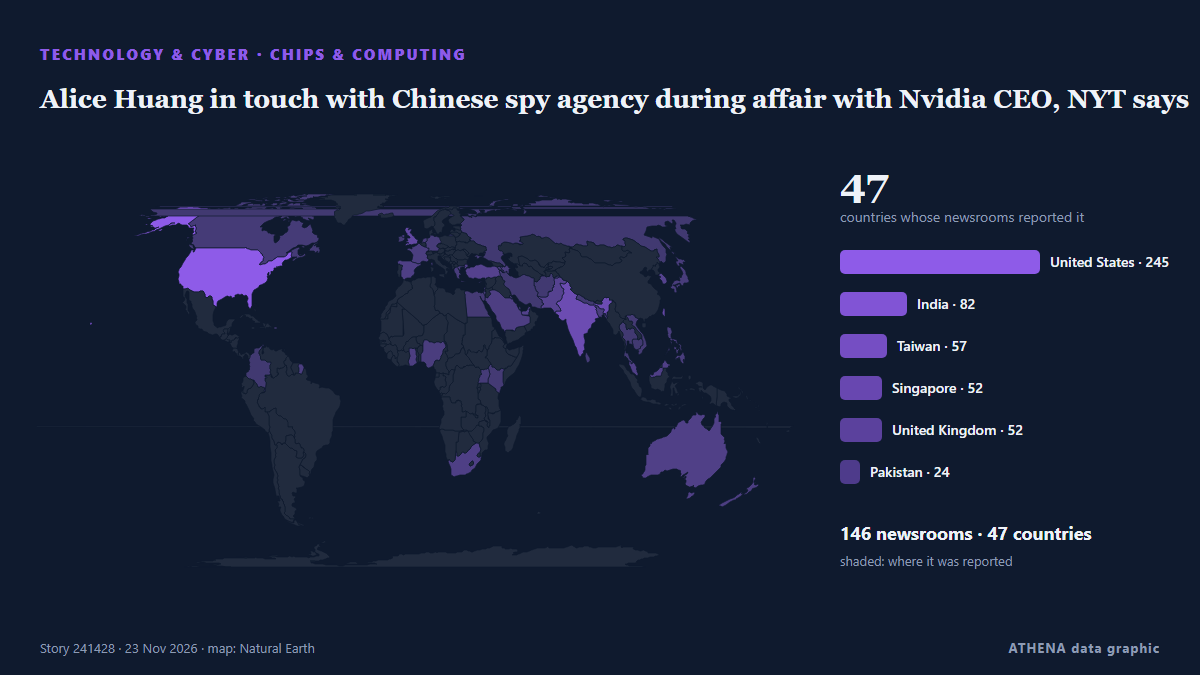 TECHNOLOGY & CYBER · CHIPS & COMPUTING
Alice Huang in touch with Chinese spy agency during affair with Nvidia CEO, NYT says
47
countries whose newsrooms reported it
United States · 245
India · 82
Taiwan · 57
Singapore · 52
United Kingdom · 52
Pakistan · 24
146 newsrooms · 47 countries
shaded: where it was reported
Story 241428 · 23 Nov 2026 · map: Natural Earth
ATHENA data graphic